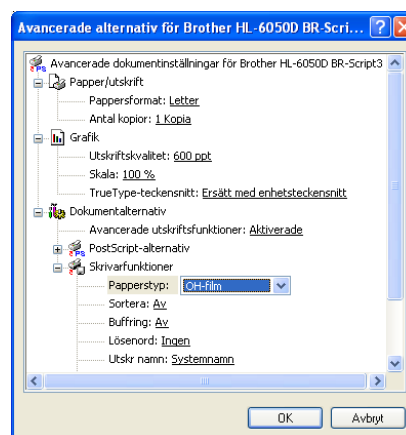 Avancerade alternativ för Brother HL-6050D BR-Scri...
Avancerade dokumentinställningar för Brother HL-6050D BR-Script3
Papper/utskrift
Pappersformat: Letter
Antal kopior: 1 Kopia
Grafik
Utskriftskvalitet: 600 ppt
Skala: 100 %
TrueType-teckensnitt: Ersätt med enhetsteckensnitt
Dokumentalternativ
Avancerade utskriftsfunktioner: Aktiverade
PostScript-alternativ
Skrivarfunktioner
Papperstyp: OH-film
Sortera: Av
Buffring: Av
Lösenord: Ingen
Utskr namn: Systemnamn
OK Avbryt